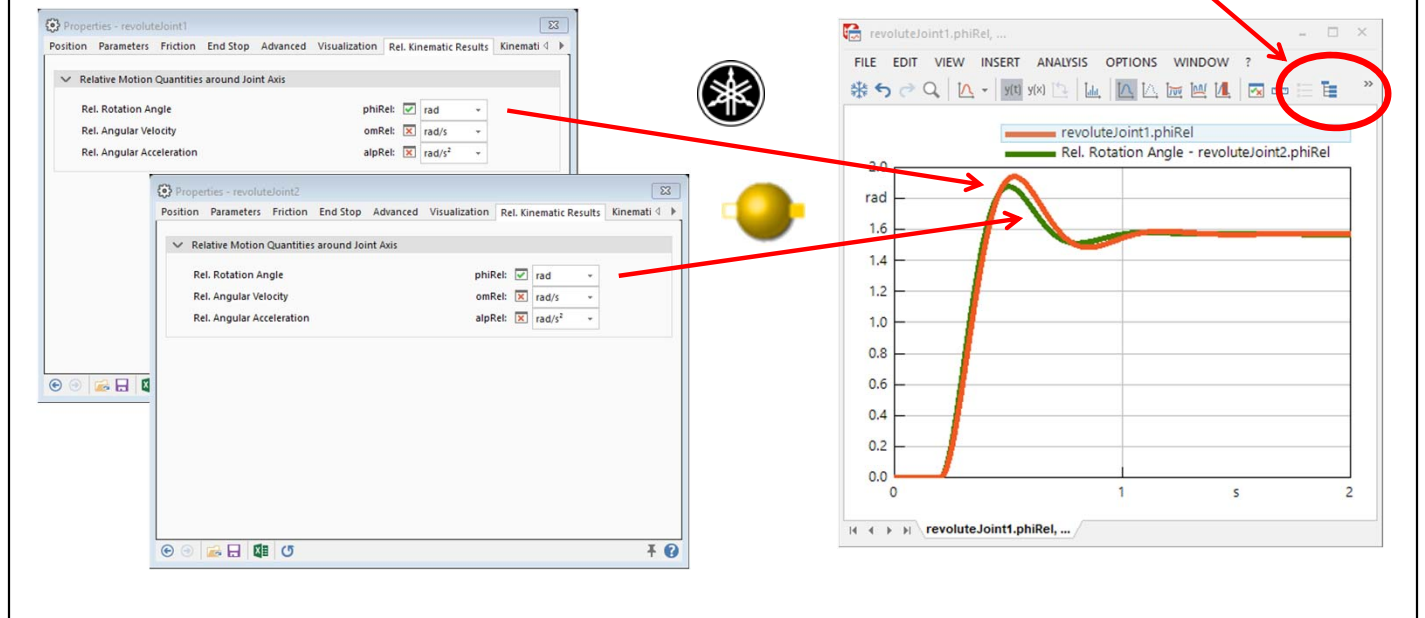 Properties - revoluteJoint1
Position Parameters Friction End Stop Advanced Visualization Rel. Kinematic Results Kinemati
Relative Motion Quantities around Joint Axis
Rel. Rotation Angle phiRel: rad
Rel. Angular Velocity omRel: rad/s
Rel. Angular Acceleration alpRel: rad/s²
Properties - revoluteJoint2
Position Parameters Friction End Stop Advanced Visualization Rel. Kinematic Results Kinemati
Relative Motion Quantities around Joint Axis
Rel. Rotation Angle phiRel: rad
Rel. Angular Velocity omRel: rad/s
Rel. Angular Acceleration alpRel: rad/s²
revoluteJoint1.phiRel, ...
FILE EDIT VIEW INSERT ANALYSIS OPTIONS WINDOW ?
y(t) y(x)
revoluteJoint1.phiRel
Rel. Rotation Angle - revoluteJoint2.phiRel
2.0
rad
1.6
1.4
1.2
1.0
0.8
0.6
0.4
0.2
0.0
0 1 s 2
revoluteJoint1.phiRel, ...